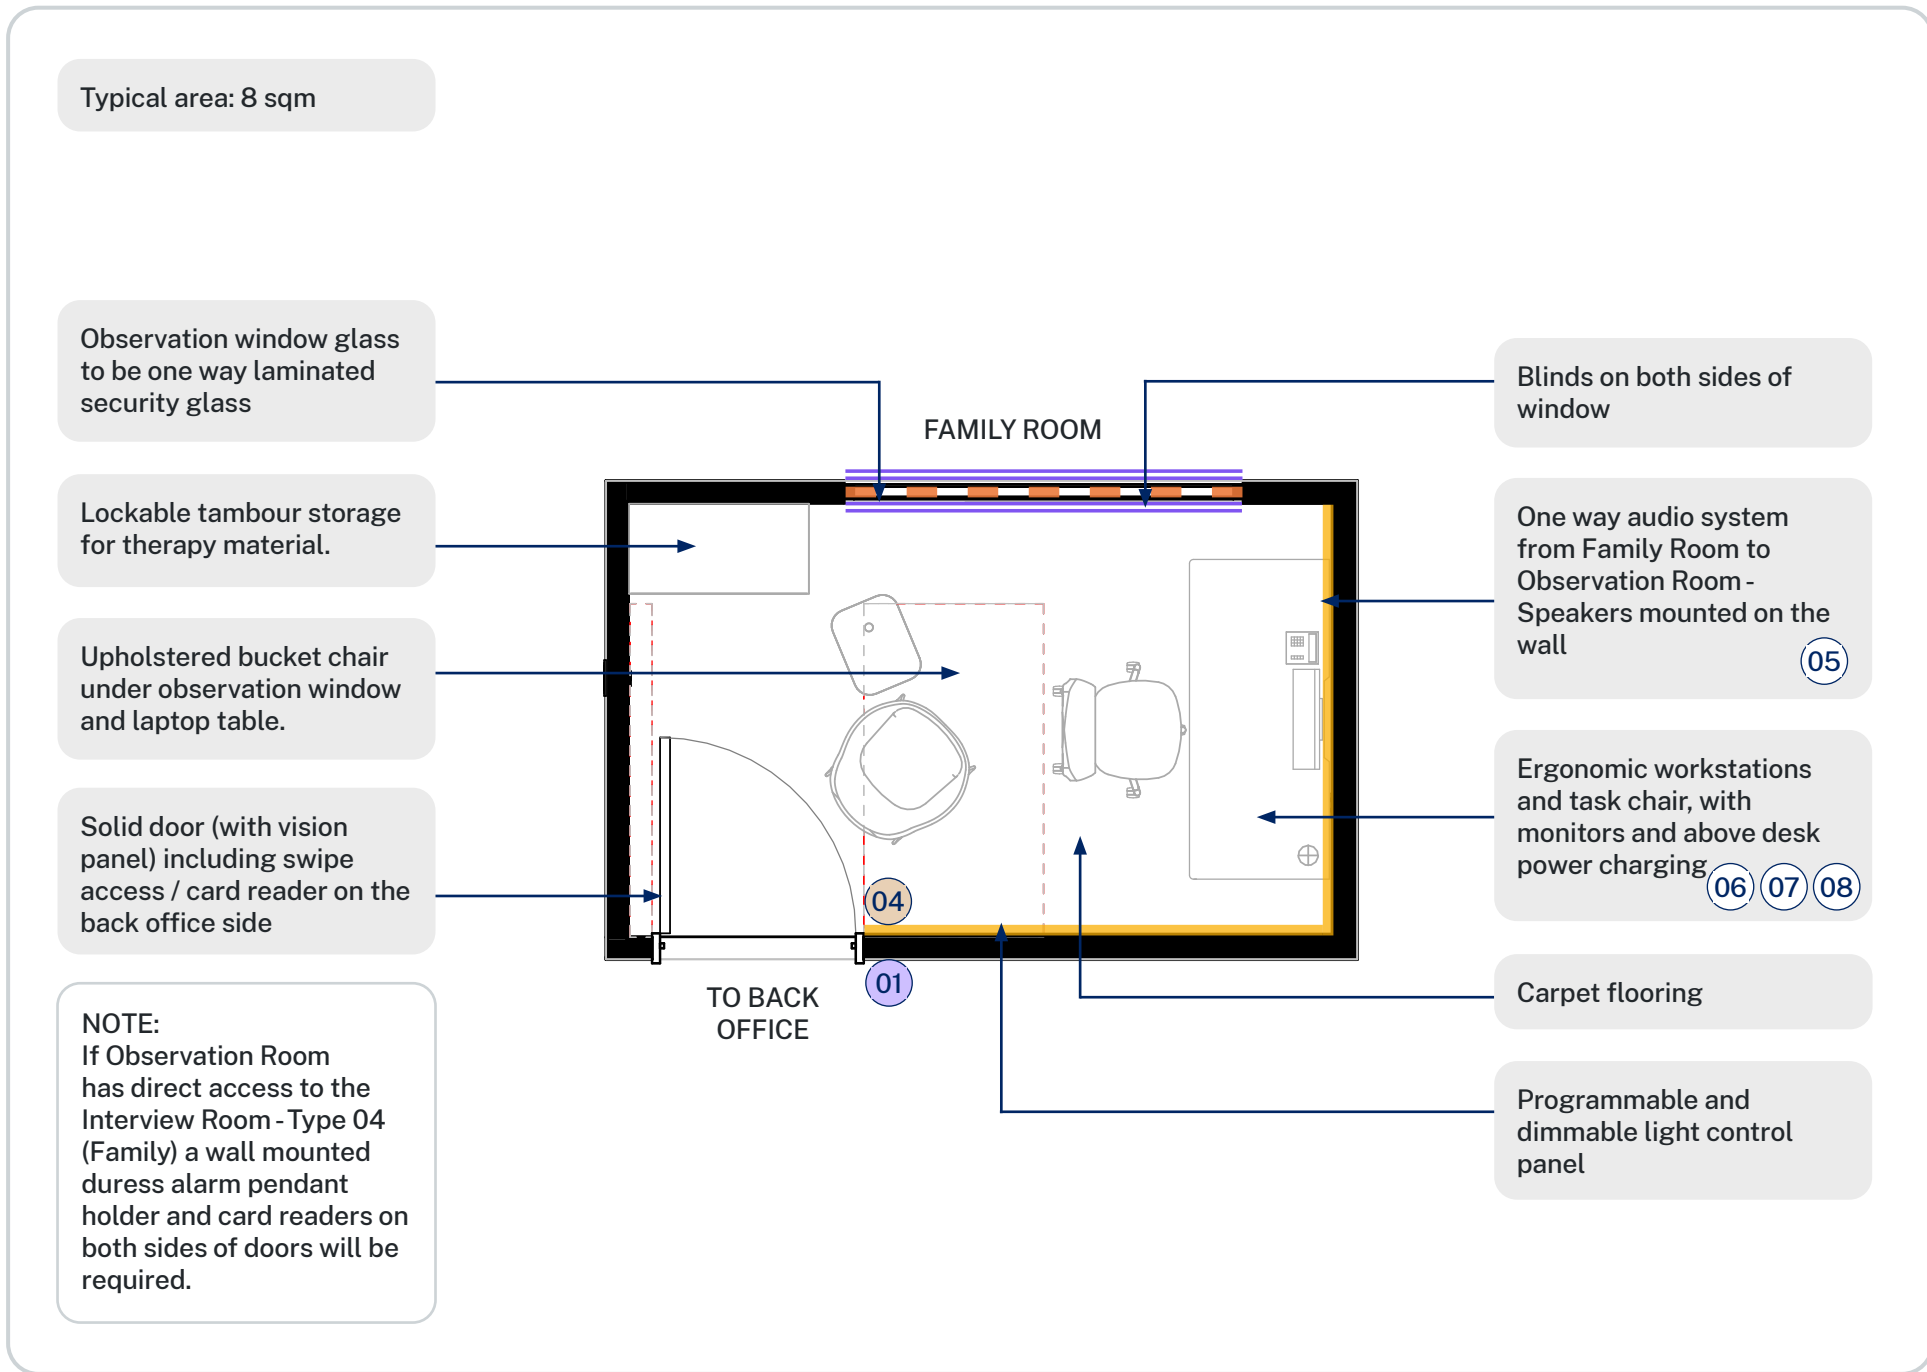 Typical area: 8 sqm
Observation window glass
to be one way laminated
security glass
Lockable tambour storage
for therapy material.
Upholstered bucket chair
under observation window
and laptop table.
Solid door (with vision
panel) including swipe
access / card reader on the
back office side
NOTE:
If Observation Room
has direct access to the
Interview Room - Type 04
(Family) a wall mounted
duress alarm pendant
holder and card readers on
both sides of doors will be
required.
FAMILY ROOM
04
01
TO BACK
OFFICE
Blinds on both sides of
window
One way audio system
from Family Room to
Observation Room -
Speakers mounted on the
wall
05
Ergonomic workstations
and task chair, with
monitors and above desk
power charging
06 07 08
Carpet flooring
Programmable and
dimmable light control
panel